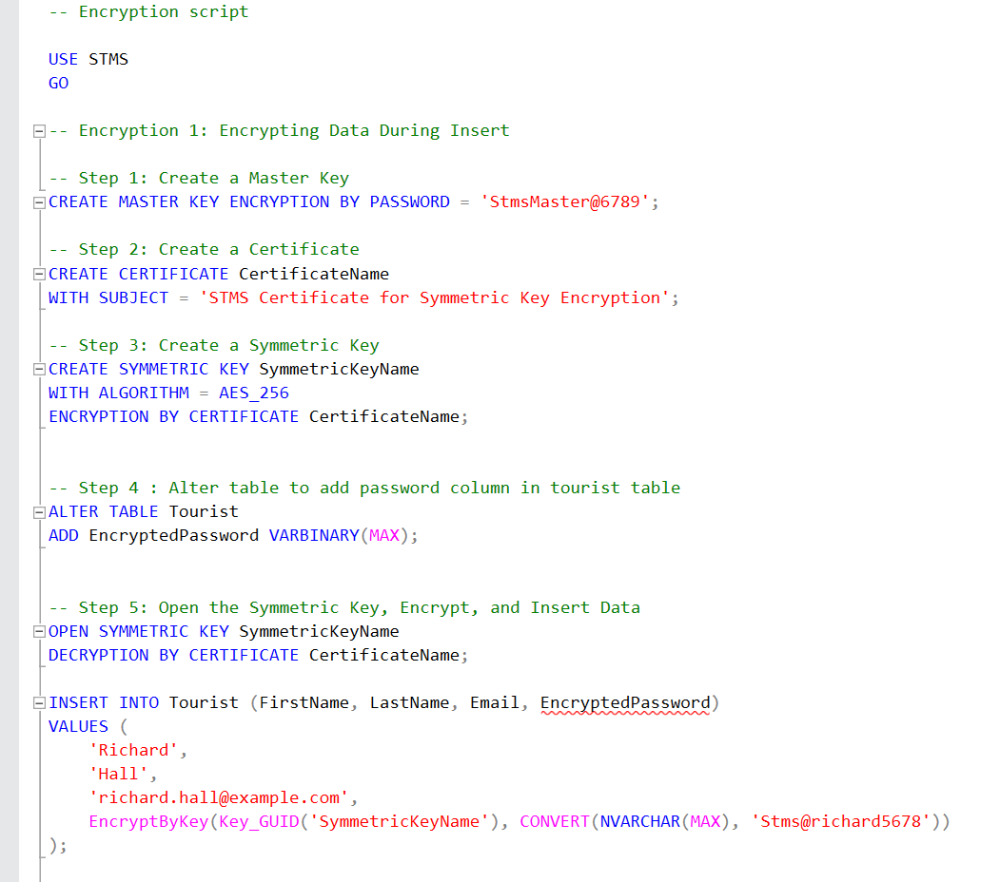 -- Encryption script
USE STMS
GO
-- Encryption 1: Encrypting Data During Insert
-- Step 1: Create a Master Key
CREATE MASTER KEY ENCRYPTION BY PASSWORD = 'StmsMaster@6789';
-- Step 2: Create a Certificate
CREATE CERTIFICATE CertificateName
WITH SUBJECT = 'STMS Certificate for Symmetric Key Encryption';
-- Step 3: Create a Symmetric Key
CREATE SYMMETRIC KEY SymmetricKeyName
WITH ALGORITHM = AES_256
ENCRYPTION BY CERTIFICATE CertificateName;
-- Step 4 : Alter table to add password column in tourist table
ALTER TABLE Tourist
ADD EncryptedPassword VARBINARY(MAX);
-- Step 5: Open the Symmetric Key, Encrypt, and Insert Data
OPEN SYMMETRIC KEY SymmetricKeyName
DECRYPTION BY CERTIFICATE CertificateName;
INSERT INTO Tourist (FirstName, LastName, Email, EncryptedPassword)
VALUES (
    'Richard',
    'Hall',
    'richard.hall@example.com',
    EncryptByKey(Key_GUID('SymmetricKeyName'), CONVERT(NVARCHAR(MAX), 'Stms@richard5678'))
);